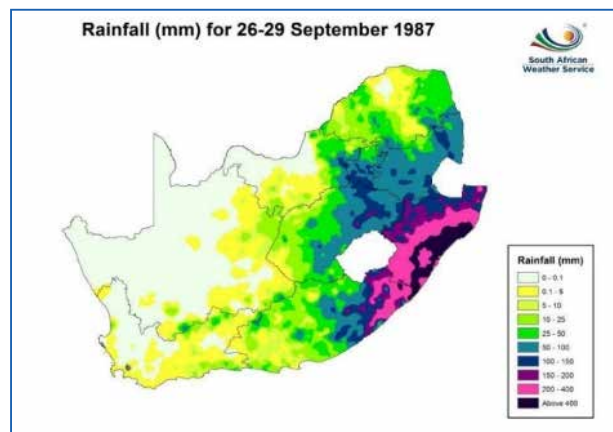 Rainfall (mm) for 26-29 September 1987
South African
Weather Service
Rainfall (mm)
0 - 0.1
0.1 - 5
5 - 10
10 - 25
25 - 50
50 - 100
100 - 150
150 - 200
200 - 400
Above 400